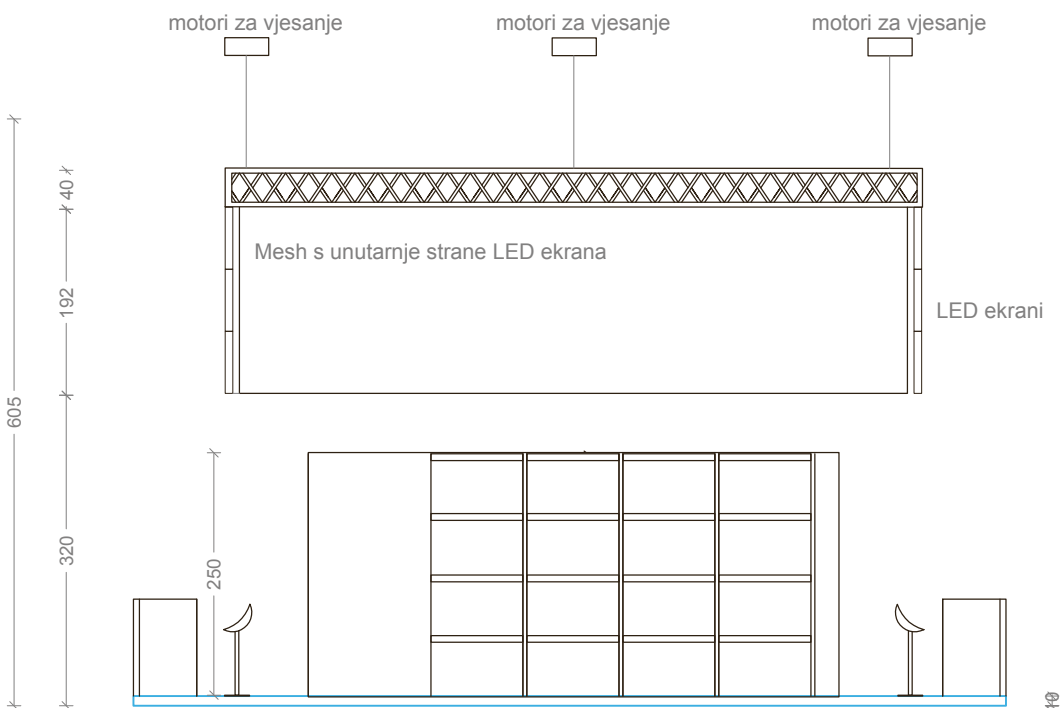 motori za vjesanje
motori za vjesanje
motori za vjesanje
40
Mesh s unutarnje strane LED ekrana
192
LED ekrani
605
320
250